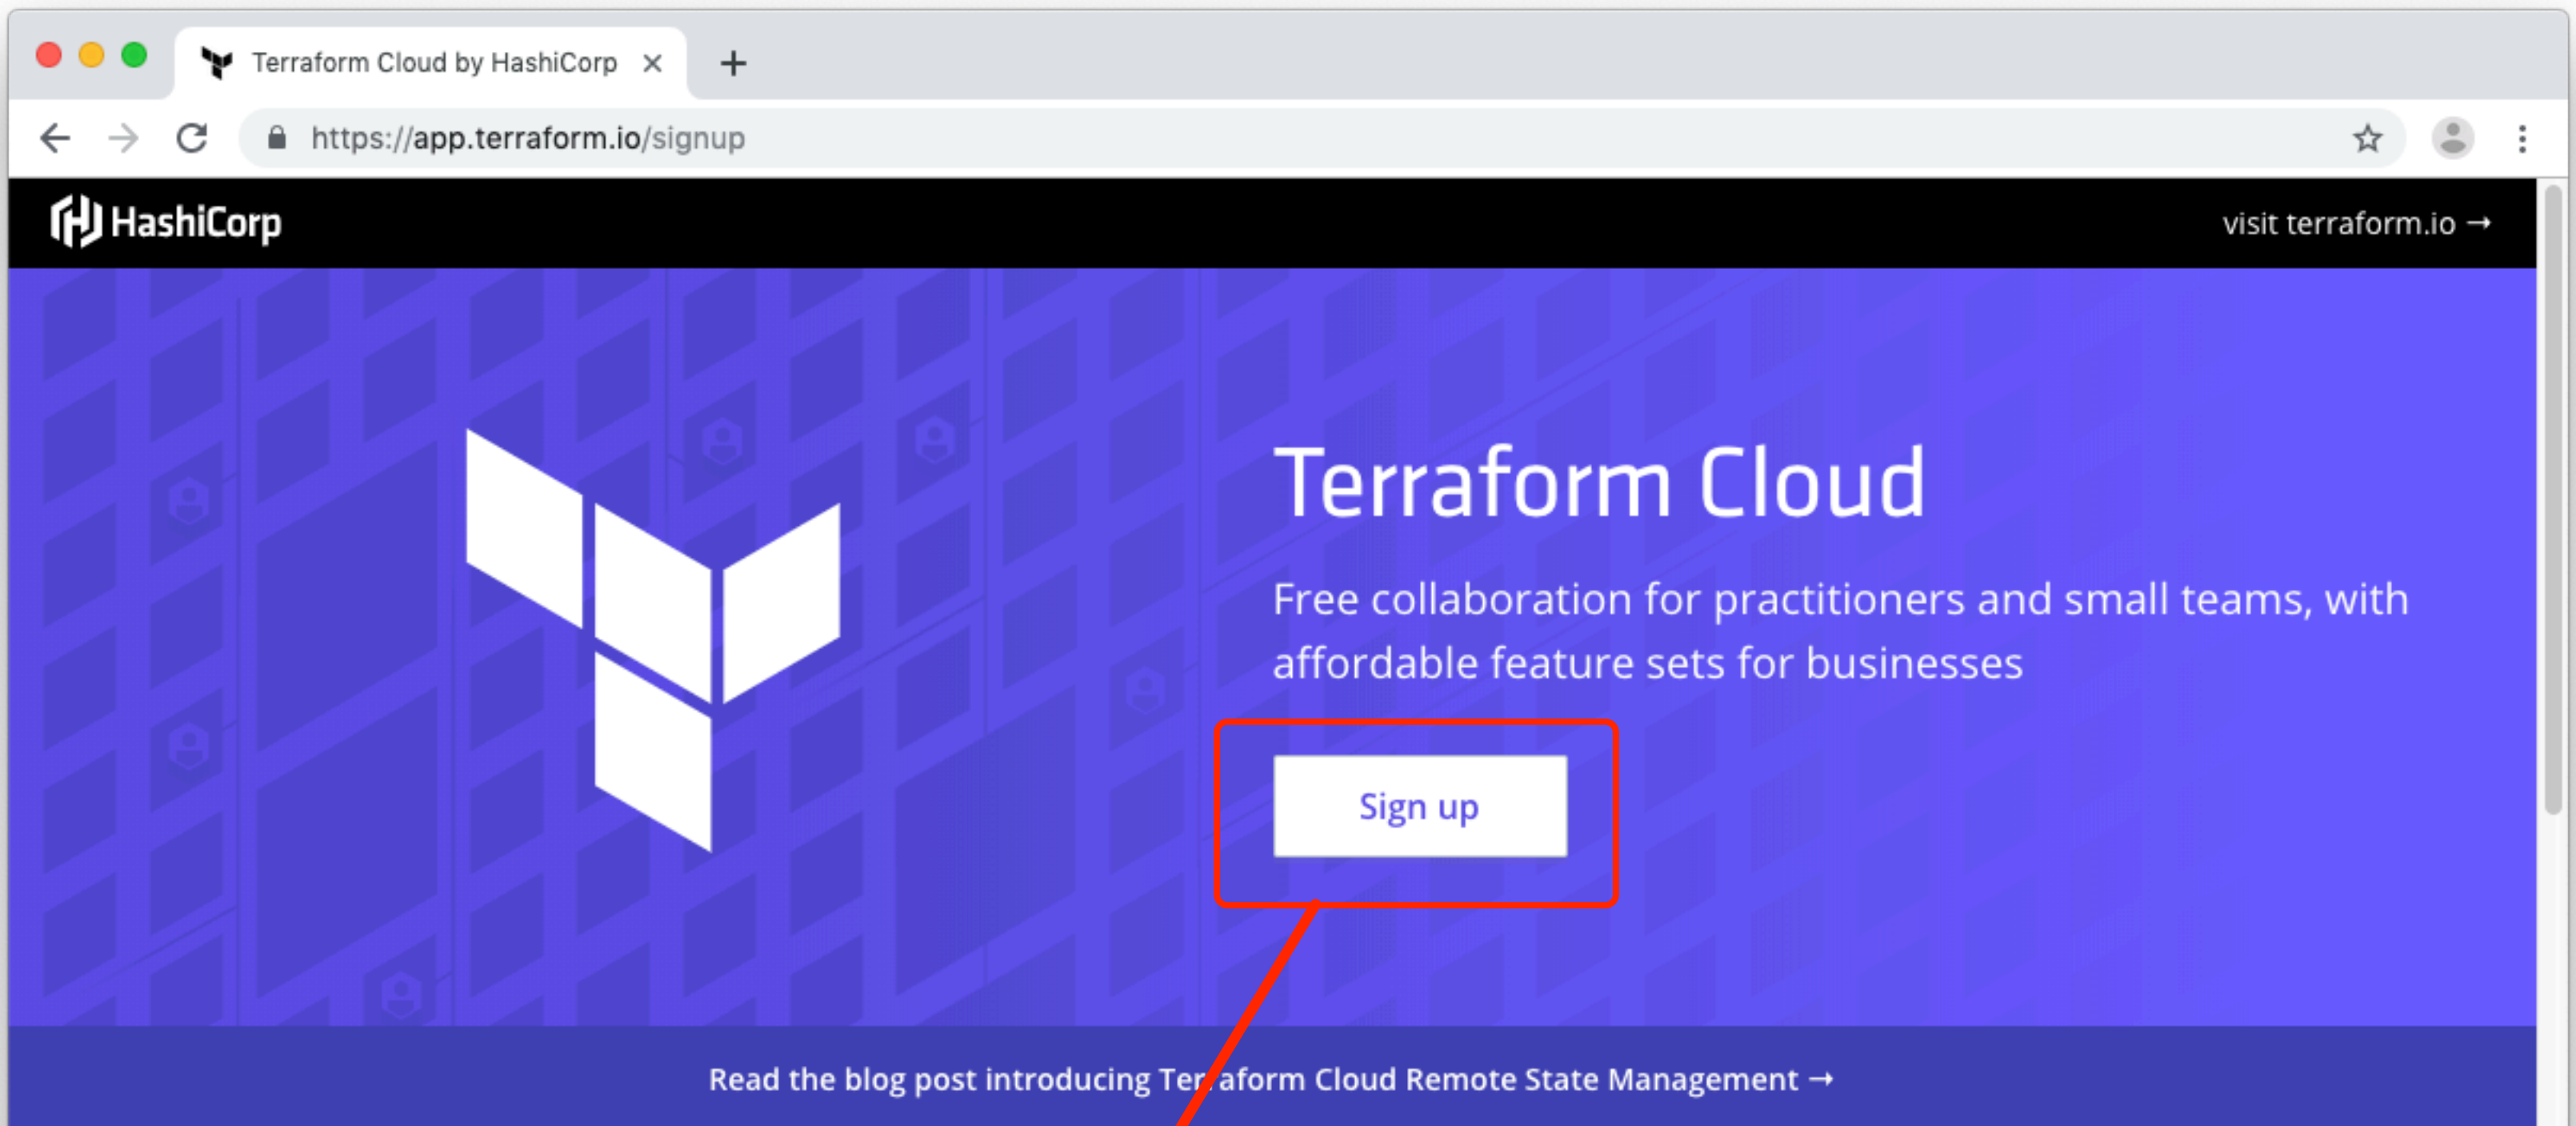 Terraform Cloud by HashiCorp
https://app.terraform.io/signup
HashiCorp
visit terraform.io →
Terraform Cloud
Free collaboration for practitioners and small teams, with
affordable feature sets for businesses
Sign up
Read the blog post introducing Terraform Cloud Remote State Management →